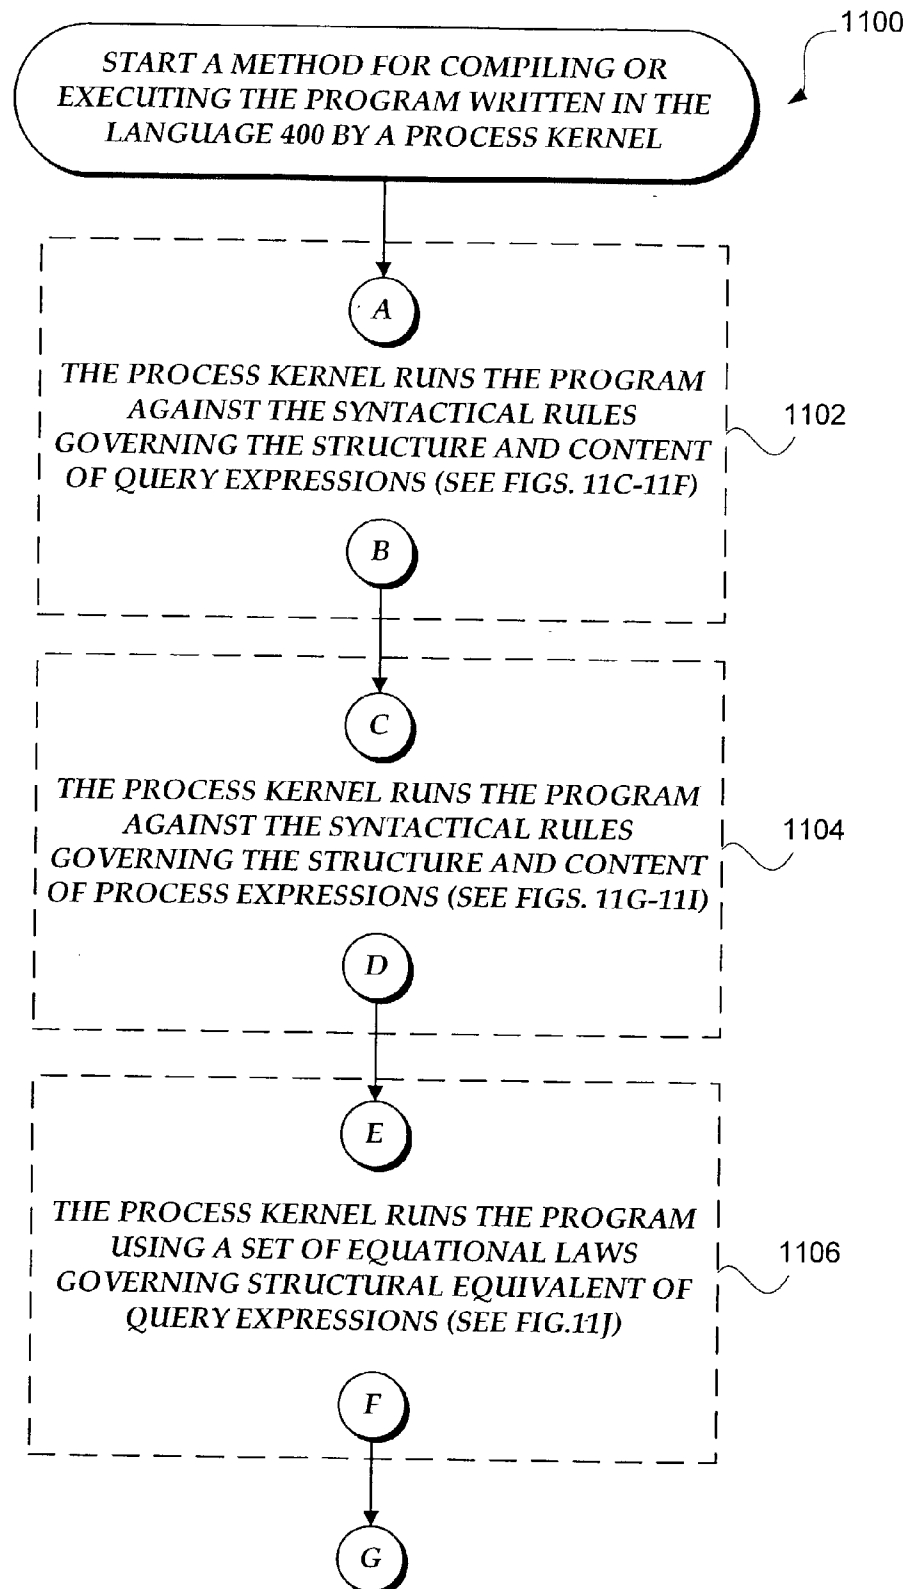 1100
START A METHOD FOR COMPILING OR
EXECUTING THE PROGRAM WRITTEN IN THE
LANGUAGE 400 BY A PROCESS KERNEL
A
THE PROCESS KERNEL RUNS THE PROGRAM
AGAINST THE SYNTACTICAL RULES
GOVERNING THE STRUCTURE AND CONTENT
OF QUERY EXPRESSIONS (SEE FIGS. 11C-11F)
1102
B
C
THE PROCESS KERNEL RUNS THE PROGRAM
AGAINST THE SYNTACTICAL RULES
GOVERNING THE STRUCTURE AND CONTENT
OF PROCESS EXPRESSIONS (SEE FIGS. 11G-11I)
1104
D
E
THE PROCESS KERNEL RUNS THE PROGRAM
USING A SET OF EQUATIONAL LAWS
GOVERNING STRUCTURAL EQUIVALENT OF
QUERY EXPRESSIONS (SEE FIG.11J)
1106
F
G